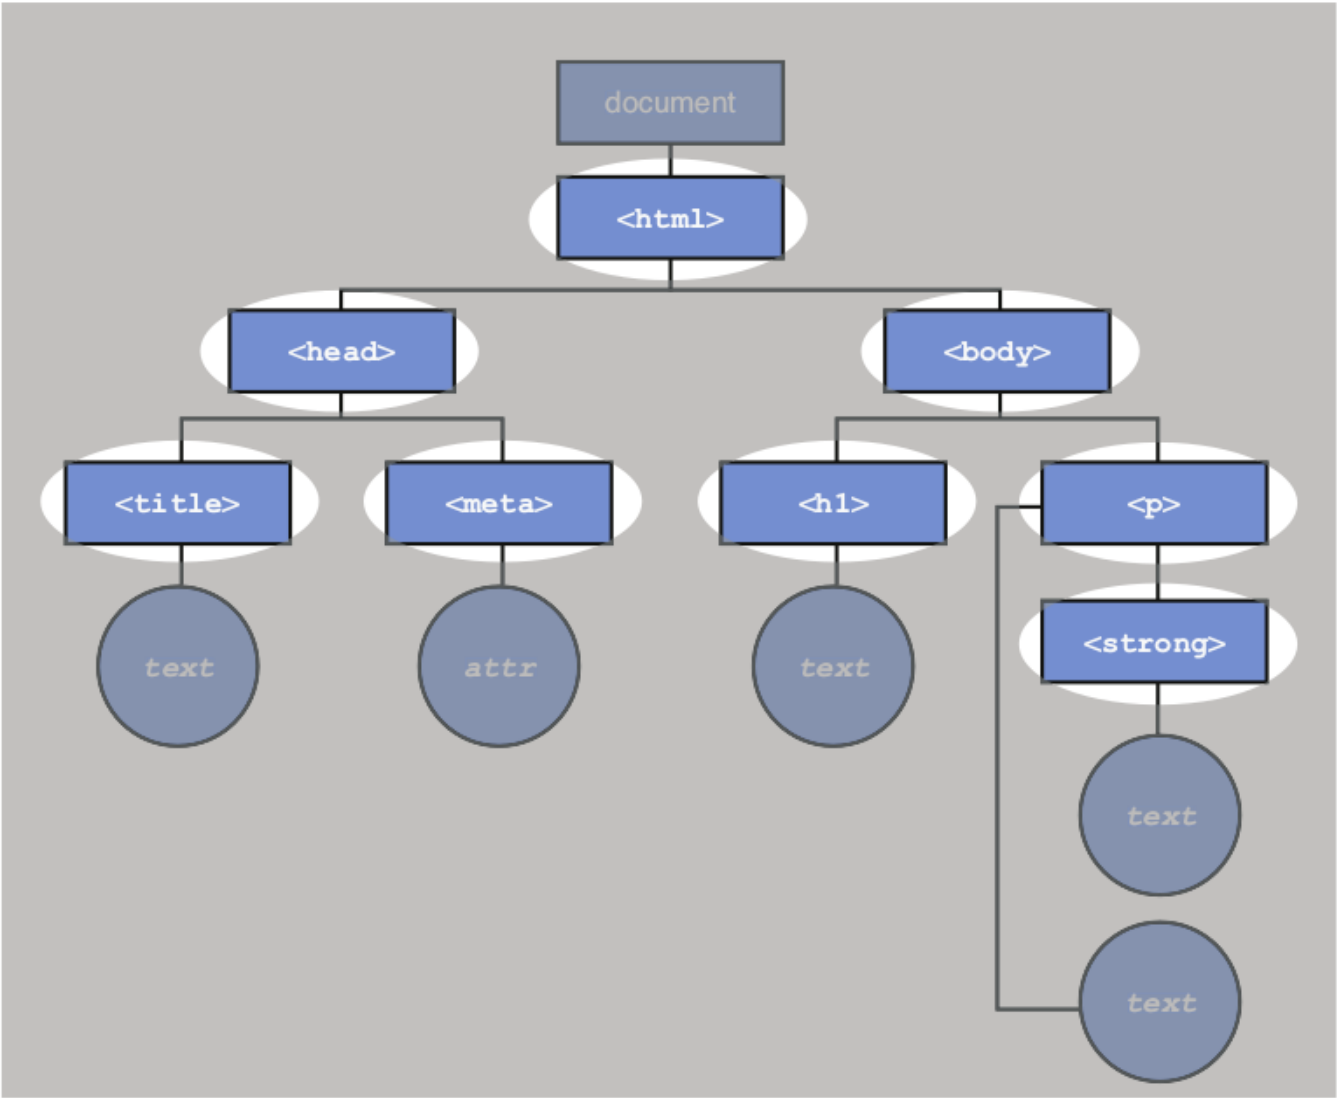 document
<html>
<head>
<body>
<title>
<meta>
<h1>
<p>
<strong>
text
attr
text
text
text